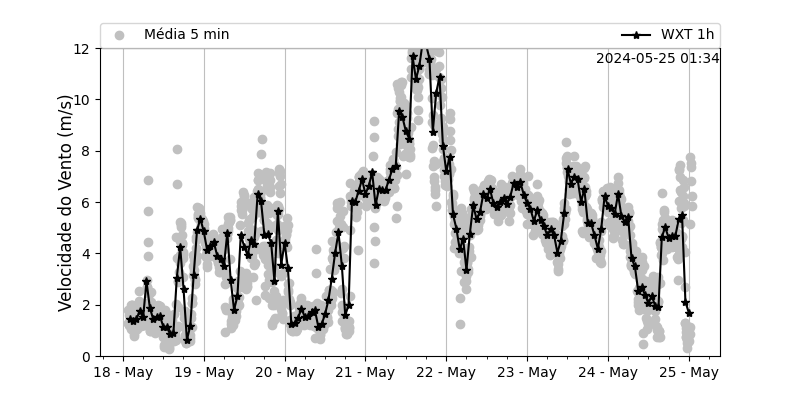 Média 5 min
WXT 1h
2024-05-25 01:34
Velocidade do Vento (m/s)
12
10
8
6
4
2
0
18 - May
19 - May
20 - May
21 - May
22 - May
23 - May
24 - May
25 - May